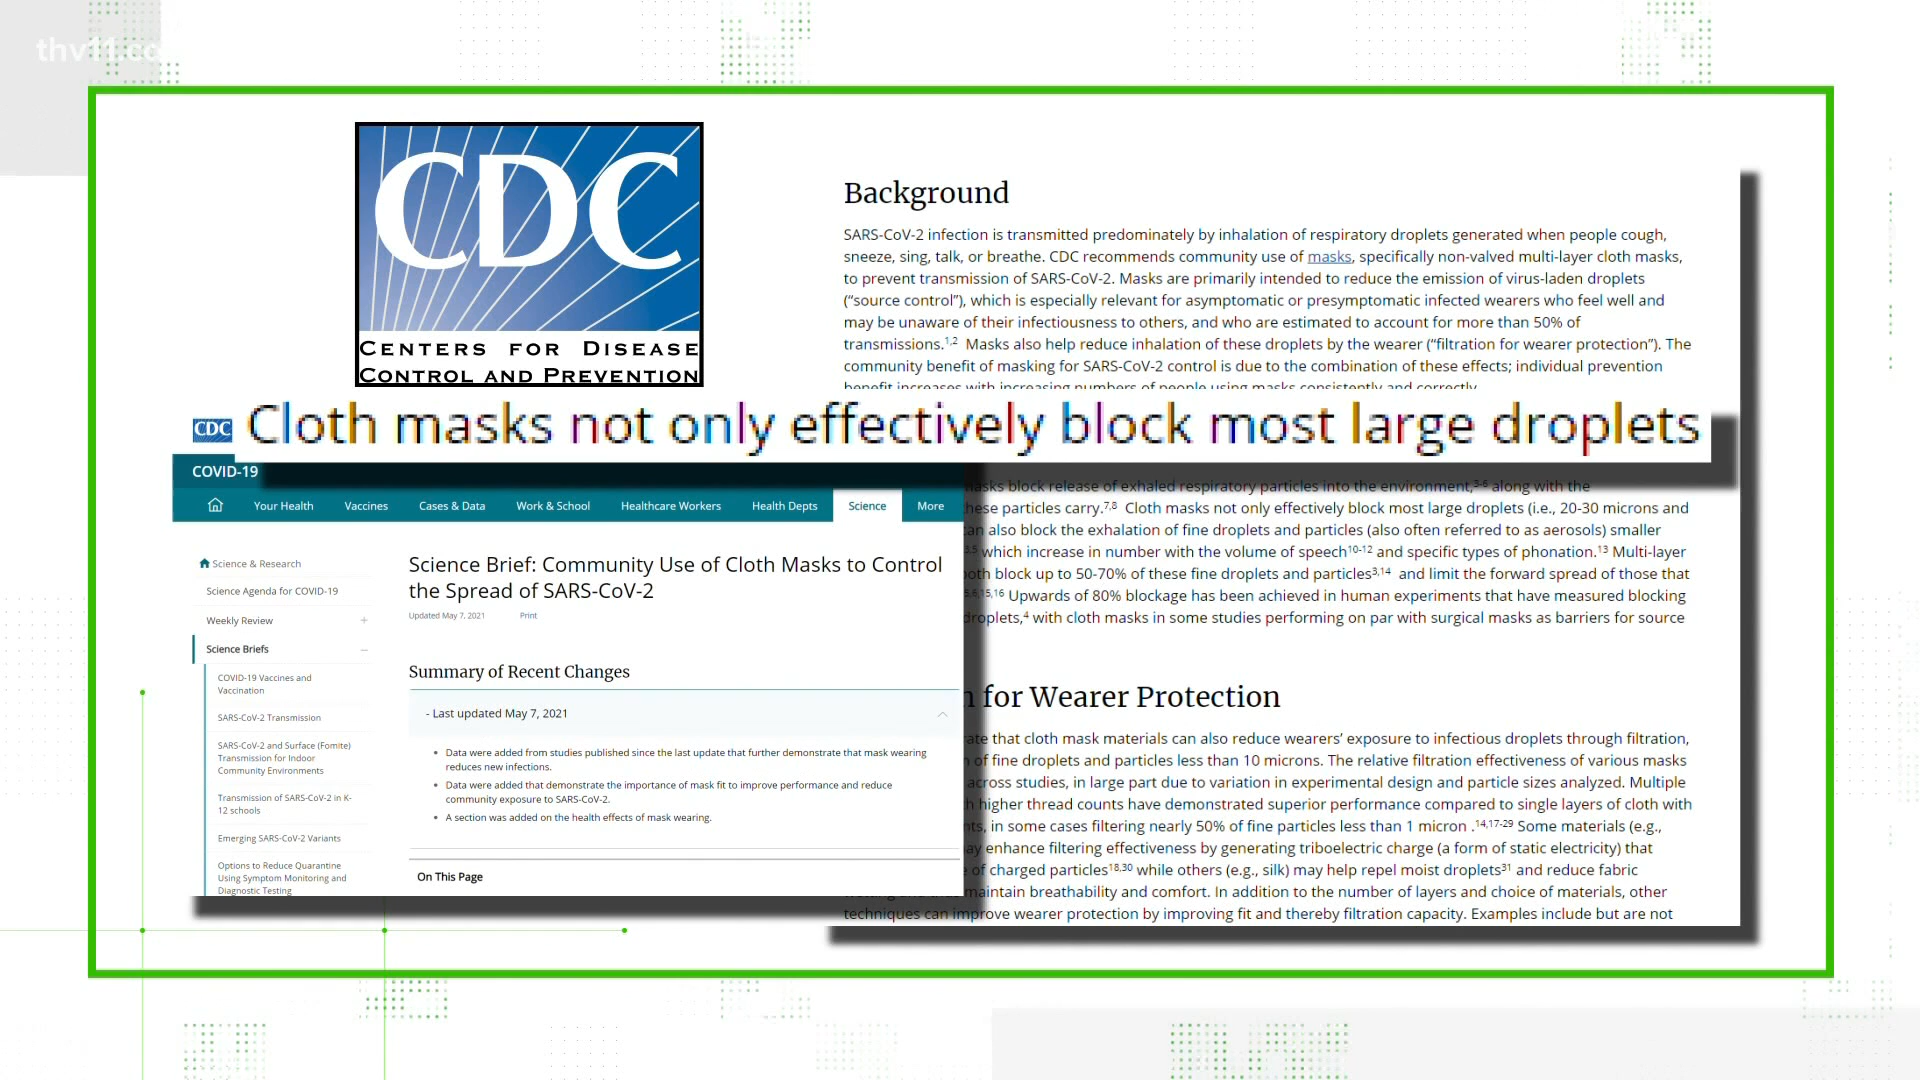 thv11.co
CDC
CENTERS FOR DISEASE
CONTROL AND PREVENTION
Background
SARS-CoV-2 infection is transmitted predominately by inhalation of respiratory droplets generated when people cough,
sneeze, sing, talk, or breathe. CDC recommends community use of masks, specifically non-valved multi-layer cloth masks,
to prevent transmission of SARS-CoV-2. Masks are primarily intended to reduce the emission of virus-laden droplets
(“source control”), which is especially relevant for asymptomatic or presymptomatic infected wearers who feel well and
may be unaware of their infectiousness to others, and who are estimated to account for more than 50% of
transmissions.1,2 Masks also help reduce inhalation of these droplets by the wearer (“filtration for wearer protection”). The
community benefit of masking for SARS-CoV-2 control is due to the combination of these effects; individual prevention
benefit increases with increasing numbers of people using masks consistently and correctly.
CDC
Cloth masks not only effectively block most large droplets
block release of exhaled respiratory particles into the environment,3-6 along with the
these particles carry.7,8 Cloth masks not only effectively block most large droplets (i.e., 20-30 microns and
can also block the exhalation of fine droplets and particles (also often referred to as aerosols) smaller
which increase in number with the volume of speech10-12 and specific types of phonation.13 Multi-layer
both block up to 50-70% of these fine droplets and particles3,14 and limit the forward spread of those that
Upwards of 80% blockage has been achieved in human experiments that have measured blocking
droplets,4 with cloth masks in some studies performing on par with surgical masks as barriers for source
for Wearer Protection
that cloth mask materials can also reduce wearers’ exposure to infectious droplets through filtration,
of fine droplets and particles less than 10 microns. The relative filtration effectiveness of various masks
across studies, in large part due to variation in experimental design and particle sizes analyzed. Multiple
higher thread counts have demonstrated superior performance compared to single layers of cloth with
in some cases filtering nearly 50% of fine particles less than 1 micron .14,17-29 Some materials (e.g.,
may enhance filtering effectiveness by generating triboelectric charge (a form of static electricity) that
of charged particles18,30 while others (e.g., silk) may help repel moist droplets31 and reduce fabric
maintain breathability and comfort. In addition to the number of layers and choice of materials, other
techniques can improve wearer protection by improving fit and thereby filtration capacity. Examples include but are not
COVID-19
Your Health Vaccines Cases & Data Work & School Healthcare Workers Health Depts Science More
Science & Research
Science Agenda for COVID-19
Weekly Review +
Science Briefs –
COVID-19 Vaccines and
Vaccination
SARS-CoV-2 Transmission
SARS-CoV-2 and Surface (Fomite)
Transmission for Indoor
Community Environments
Transmission of SARS-CoV-2 in K-
12 schools
Emerging SARS-CoV-2 Variants
Options to Reduce Quarantine
Using Symptom Monitoring and
Diagnostic Testing
Science Brief: Community Use of Cloth Masks to Control
the Spread of SARS-CoV-2
Updated May 7, 2021 Print
Summary of Recent Changes
- Last updated May 7, 2021
• Data were added from studies published since the last update that further demonstrate that mask wearing
reduces new infections.
• Data were added that demonstrate the importance of mask fit to improve performance and reduce
community exposure to SARS-CoV-2.
• A section was added on the health effects of mask wearing.
On This Page